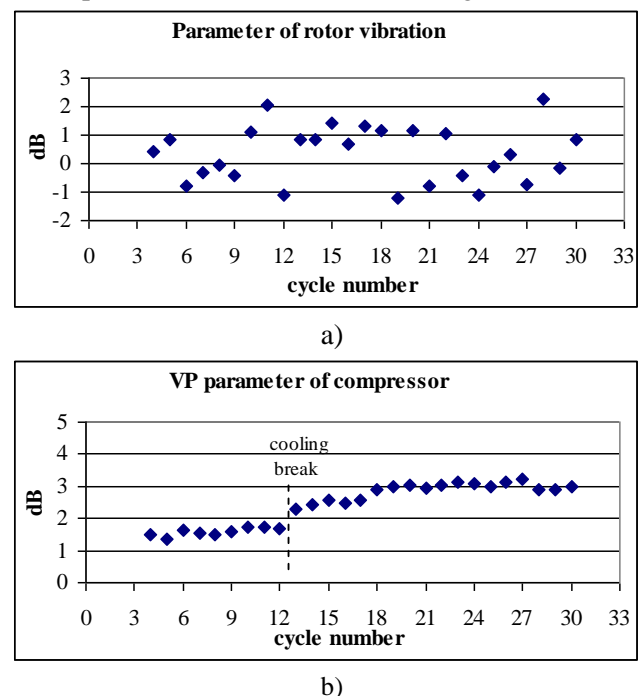 Parameter of rotor vibration
3
2
1
0
-1
-2
dB
0 3 6 9 12 15 18 21 24 27 30 33
cycle number
a)
VP parameter of compressor
5
4
3
2
1
0
dB
cooling
break
0 3 6 9 12 15 18 21 24 27 30 33
cycle number
b)